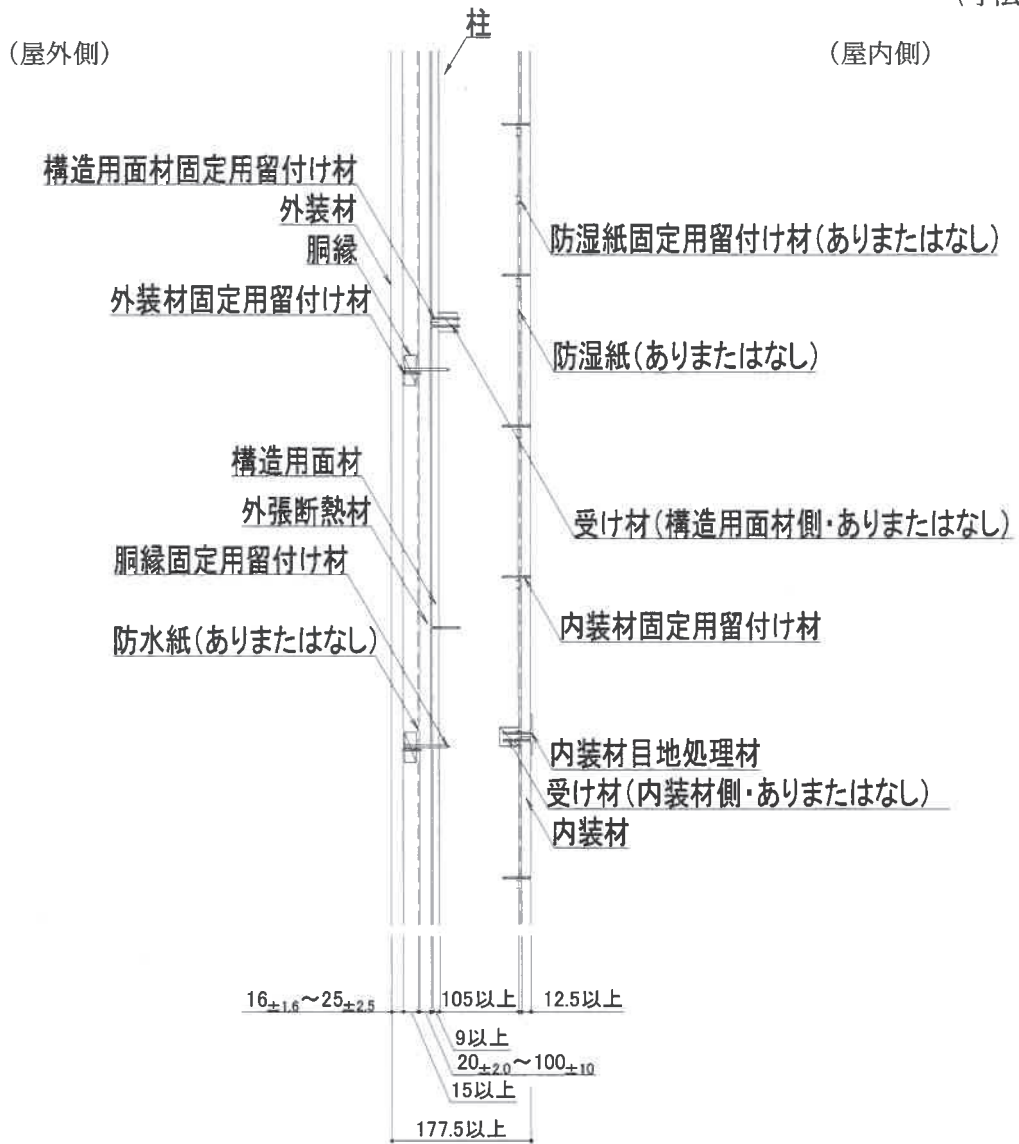 柱
(屋外側)
(屋内側)
構造用面材固定用留付け材
外装材
胴縁
外装材固定用留付け材
構造用面材
外張断熱材
胴縁固定用留付け材
防水紙(ありまたはなし)
防湿紙固定用留付け材(ありまたはなし)
防湿紙(ありまたはなし)
受け材(構造用面材側・ありまたはなし)
内装材固定用留付け材
内装材目地処理材
受け材(内装材側・ありまたはなし)
内装材
16±1.6～25±2.5
105以上
12.5以上
9以上
20±2.0～100±10
15以上
177.5以上